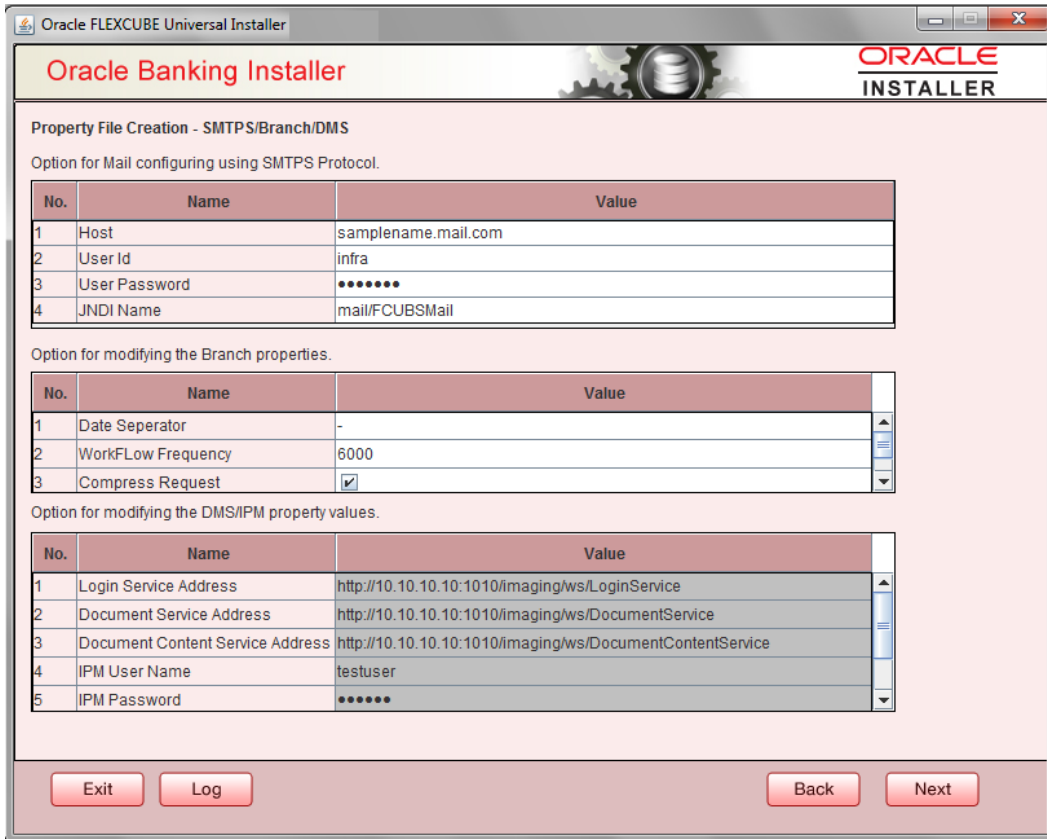 Oracle FLEXCUBE Universal Installer
Oracle Banking Installer
ORACLE
INSTALLER
Property File Creation - SMTPS/Branch/DMS
Option for Mail configuring using SMTPS Protocol.
No. Name Value
1 Host samplename.mail.com
2 User Id infra
3 User Password •••••••
4 JNDI Name mail/FCUBSMail
Option for modifying the Branch properties.
No. Name Value
1 Date Seperator -
2 WorkFLow Frequency 6000
3 Compress Request
Option for modifying the DMS/IPM property values.
No. Name Value
1 Login Service Address http://10.10.10.10:1010/imaging/ws/LoginService
2 Document Service Address http://10.10.10.10:1010/imaging/ws/DocumentService
3 Document Content Service Address http://10.10.10.10:1010/imaging/ws/DocumentContentService
4 IPM User Name testuser
5 IPM Password ••••••
Exit Log Back Next